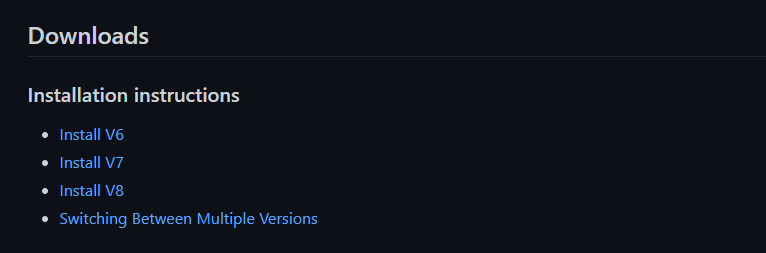 Downloads
Installation instructions
Install V6
Install V7
Install V8
Switching Between Multiple Versions